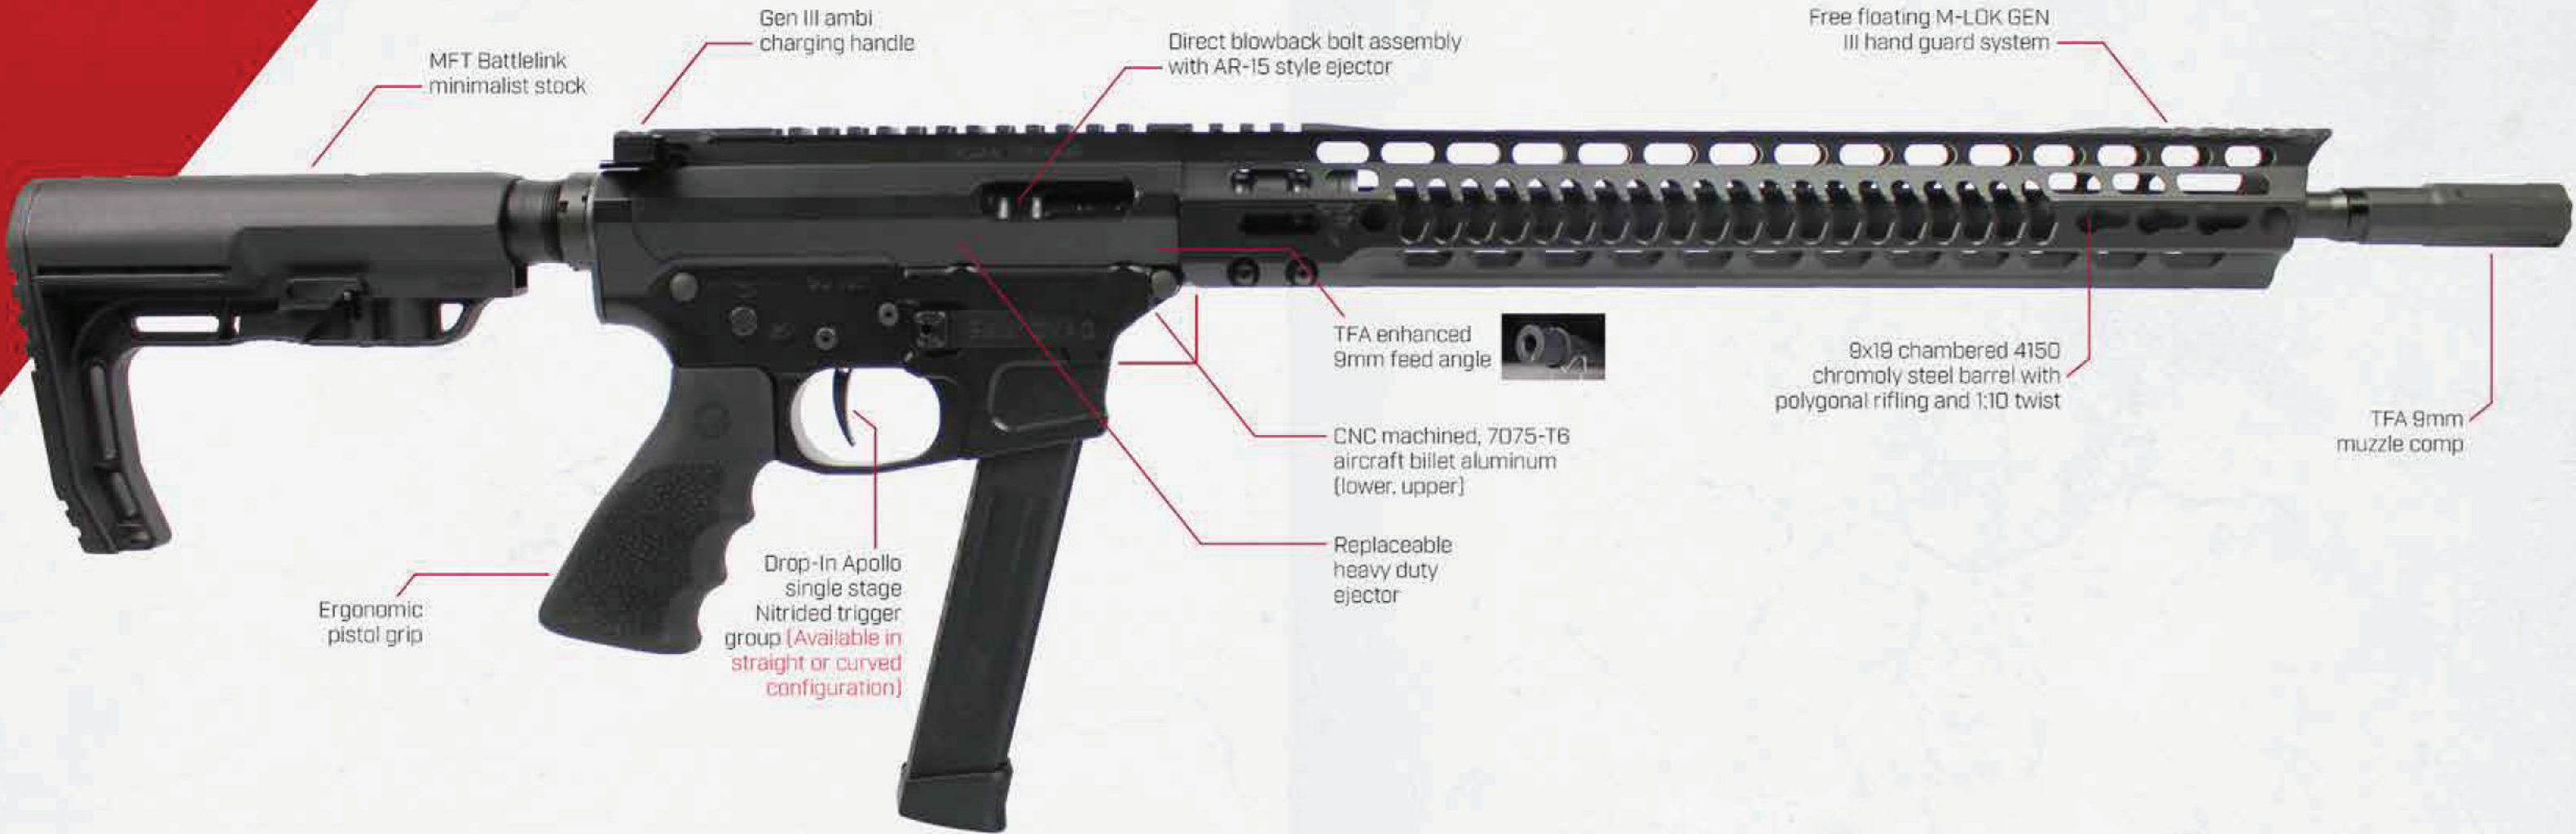 Gen III ambi
charging handle
MFT Battlelink
minimalist stock
Direct blowback bolt assembly
with AR-15 style ejector
Free floating M-LOK GEN
III hand guard system
TFA enhanced
9mm feed angle
9x19 chambered 4150
chromoly steel barrel with
polygonal rifling and 1:10 twist
TFA 9mm
muzzle comp
CNC machined, 7075-T6
aircraft billet aluminum
(lower, upper)
Replaceable
heavy duty
ejector
Drop-In Apollo
single stage
Nitrided trigger
group (Available in
straight or curved
configuration)
Ergonomic
pistol grip